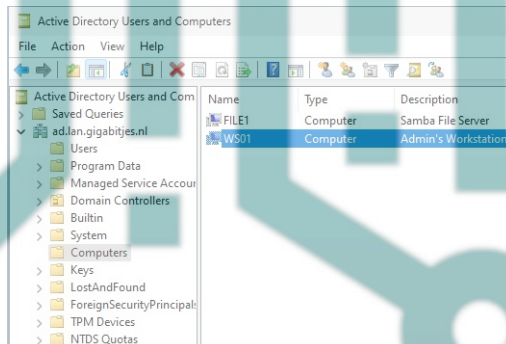 Active Directory Users and Computers
File Action View Help
Active Directory Users and Com
Saved Queries
ad.lan.gigabitjes.nl
Users
Program Data
Managed Service Accour
Domain Controllers
Builtin
System
Computers
Keys
LostAndFound
ForeignSecurityPrincipals
TPM Devices
NTDS Quotas
Name Type Description
FILE1 Computer Samba File Server
WS01 Computer Admin's Workstation